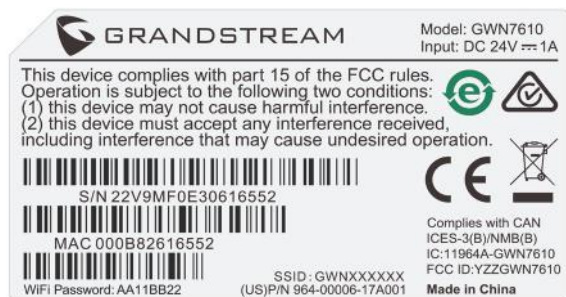 GRANDSTREAM
Model: GWN7610
Input: DC 24V⎓1A
This device complies with part 15 of the FCC rules.
Operation is subject to the following two conditions:
(1) this device may not cause harmful interference.
(2) this device must accept any interference received,
including interference that may cause undesired operation.
S/N 22V9MF0E30616552
MAC 000B82616552
WiFi Password: AA11BB22
SSID : GWNXXXXXX
(US)P/N 964-00006-17A001
e
CE
Complies with CAN
ICES-3(B)/NMB(B)
IC:11964A-GWN7610
FCC ID:YZZGWN7610
Made in China